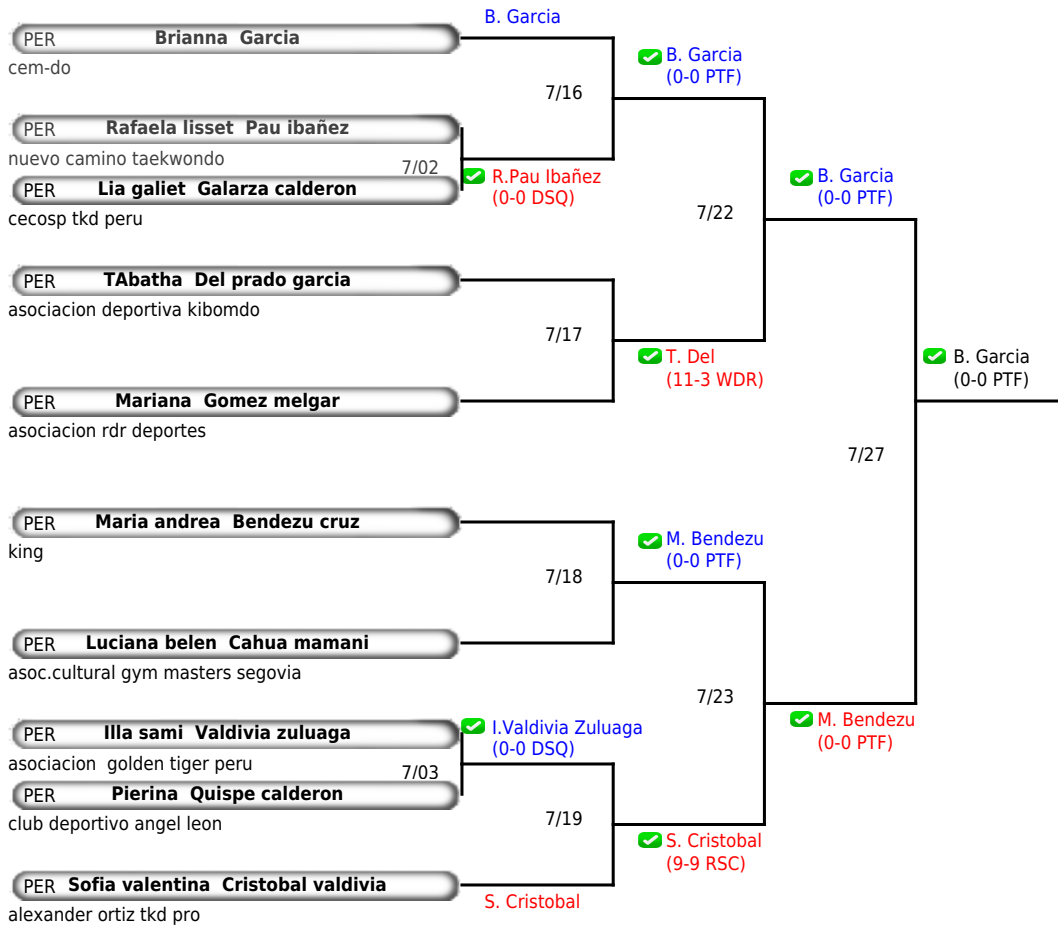 B. Garcia
PER Brianna Garcia
cem-do
B. Garcia
(0-0 PTF)
7/16
PER Rafaela lisset Pau ibañez
nuevo camino taekwondo
7/02
R.Pau Ibañez
(0-0 DSQ)
PER Lia galiet Galarza calderon
cecosp tkd peru
B. Garcia
(0-0 PTF)
7/22
PER TAbatha Del prado garcia
asociacion deportiva kibomdo
7/17
T. Del
(11-3 WDR)
B. Garcia
(0-0 PTF)
PER Mariana Gomez melgar
asociacion rdr deportes
7/27
PER Maria andrea Bendezu cruz
king
M. Bendezu
(0-0 PTF)
7/18
PER Luciana belen Cahua mamani
asoc.cultural gym masters segovia
7/23
M. Bendezu
(0-0 PTF)
PER Illa sami Valdivia zuluaga
asociacion golden tiger peru
I.Valdivia Zuluaga
(0-0 DSQ)
7/03
PER Pierina Quispe calderon
club deportivo angel leon
7/19
S. Cristobal
(9-9 RSC)
PER Sofia valentina Cristobal valdivia
alexander ortiz tkd pro
S. Cristobal